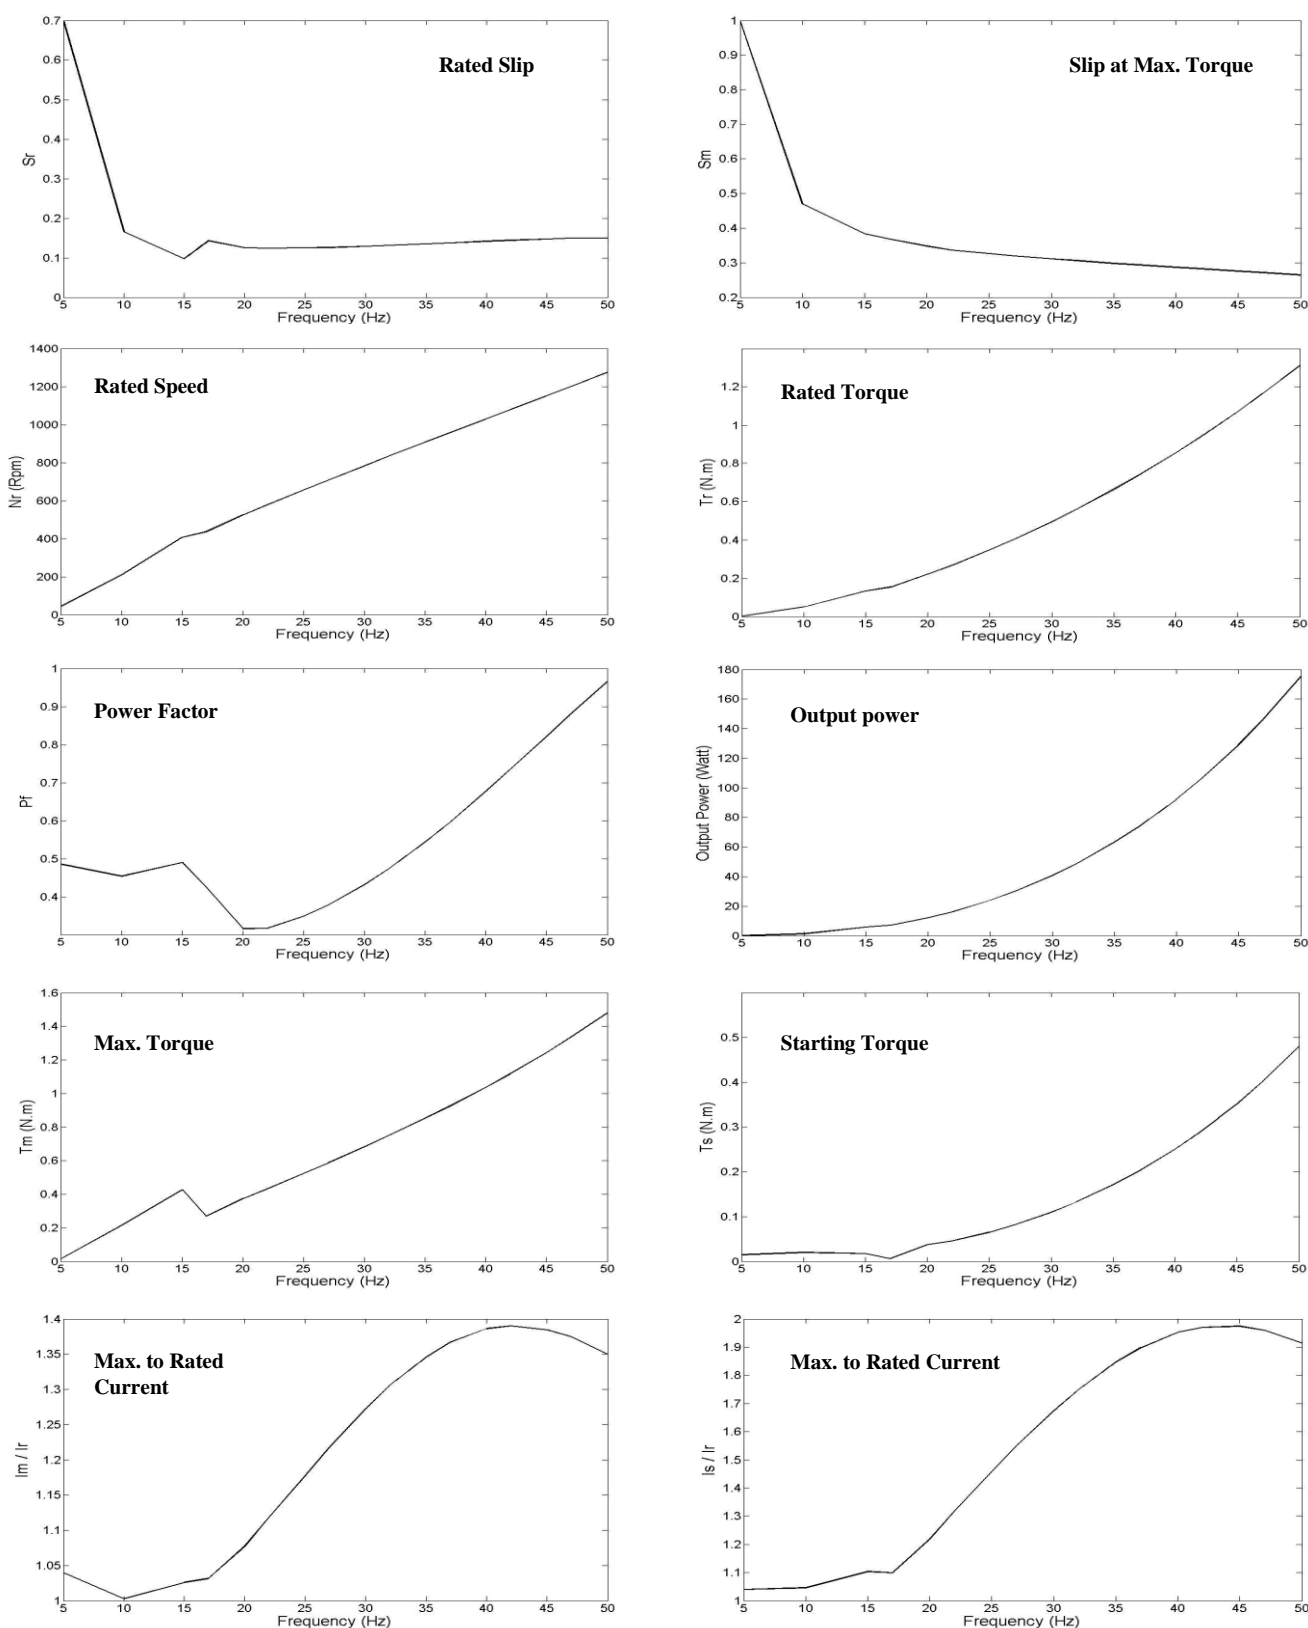 Rated Slip
Sr
0.7
0.6
0.5
0.4
0.3
0.2
0.1
0
5 10 15 20 25 30 35 40 45 50
Frequency (Hz)
Slip at Max. Torque
Sm
1
0.9
0.8
0.7
0.6
0.5
0.4
0.3
0.2
5 10 15 20 25 30 35 40 45 50
Frequency (Hz)
Rated Speed
Nr (Rpm)
1400
1200
1000
800
600
400
200
0
5 10 15 20 25 30 35 40 45 50
Frequency (Hz)
Rated Torque
Tr (N.m)
1.2
1
0.8
0.6
0.4
0.2
0
5 10 15 20 25 30 35 40 45 50
Frequency (Hz)
Power Factor
Pf
1
0.9
0.8
0.7
0.6
0.5
0.4
5 10 15 20 25 30 35 40 45 50
Frequency (Hz)
Output power
Output Power (Watt)
180
160
140
120
100
80
60
40
20
0
5 10 15 20 25 30 35 40 45 50
Frequency (Hz)
Max. Torque
Tm (N.m)
1.6
1.4
1.2
1
0.8
0.6
0.4
0.2
0
5 10 15 20 25 30 35 40 45 50
Frequency (Hz)
Starting Torque
Ts (N.m)
0.5
0.4
0.3
0.2
0.1
0
5 10 15 20 25 30 35 40 45 50
Frequency (Hz)
Max. to Rated
Current
Im / Ir
1.4
1.35
1.3
1.25
1.2
1.15
1.1
1.05
1
5 10 15 20 25 30 35 40 45 50
Frequency (Hz)
Max. to Rated Current
Is / Ir
2
1.9
1.8
1.7
1.6
1.5
1.4
1.3
1.2
1.1
1
5 10 15 20 25 30 35 40 45 50
Frequency (Hz)